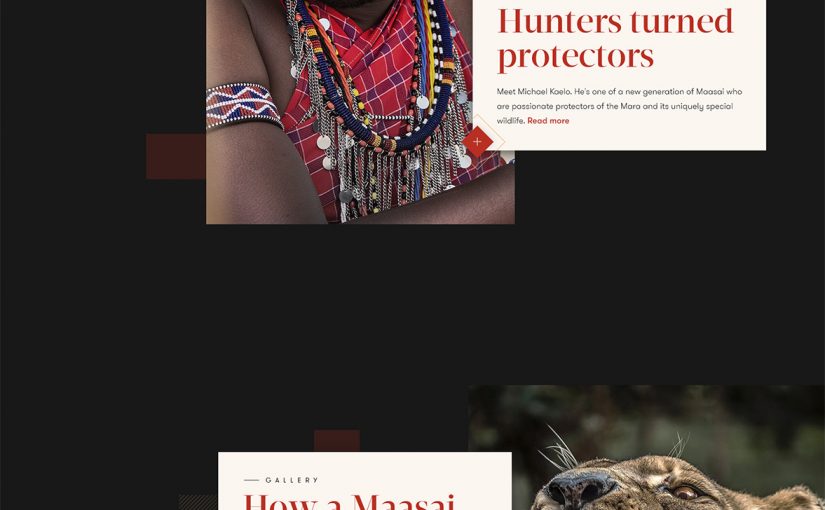 Hunters turned
protectors
Meet Michael Kaelo. He's one of a new generation of Maasai who
are passionate protectors of the Mara and its uniquely special
wildlife. Read more
GALLERY
How a Maasai